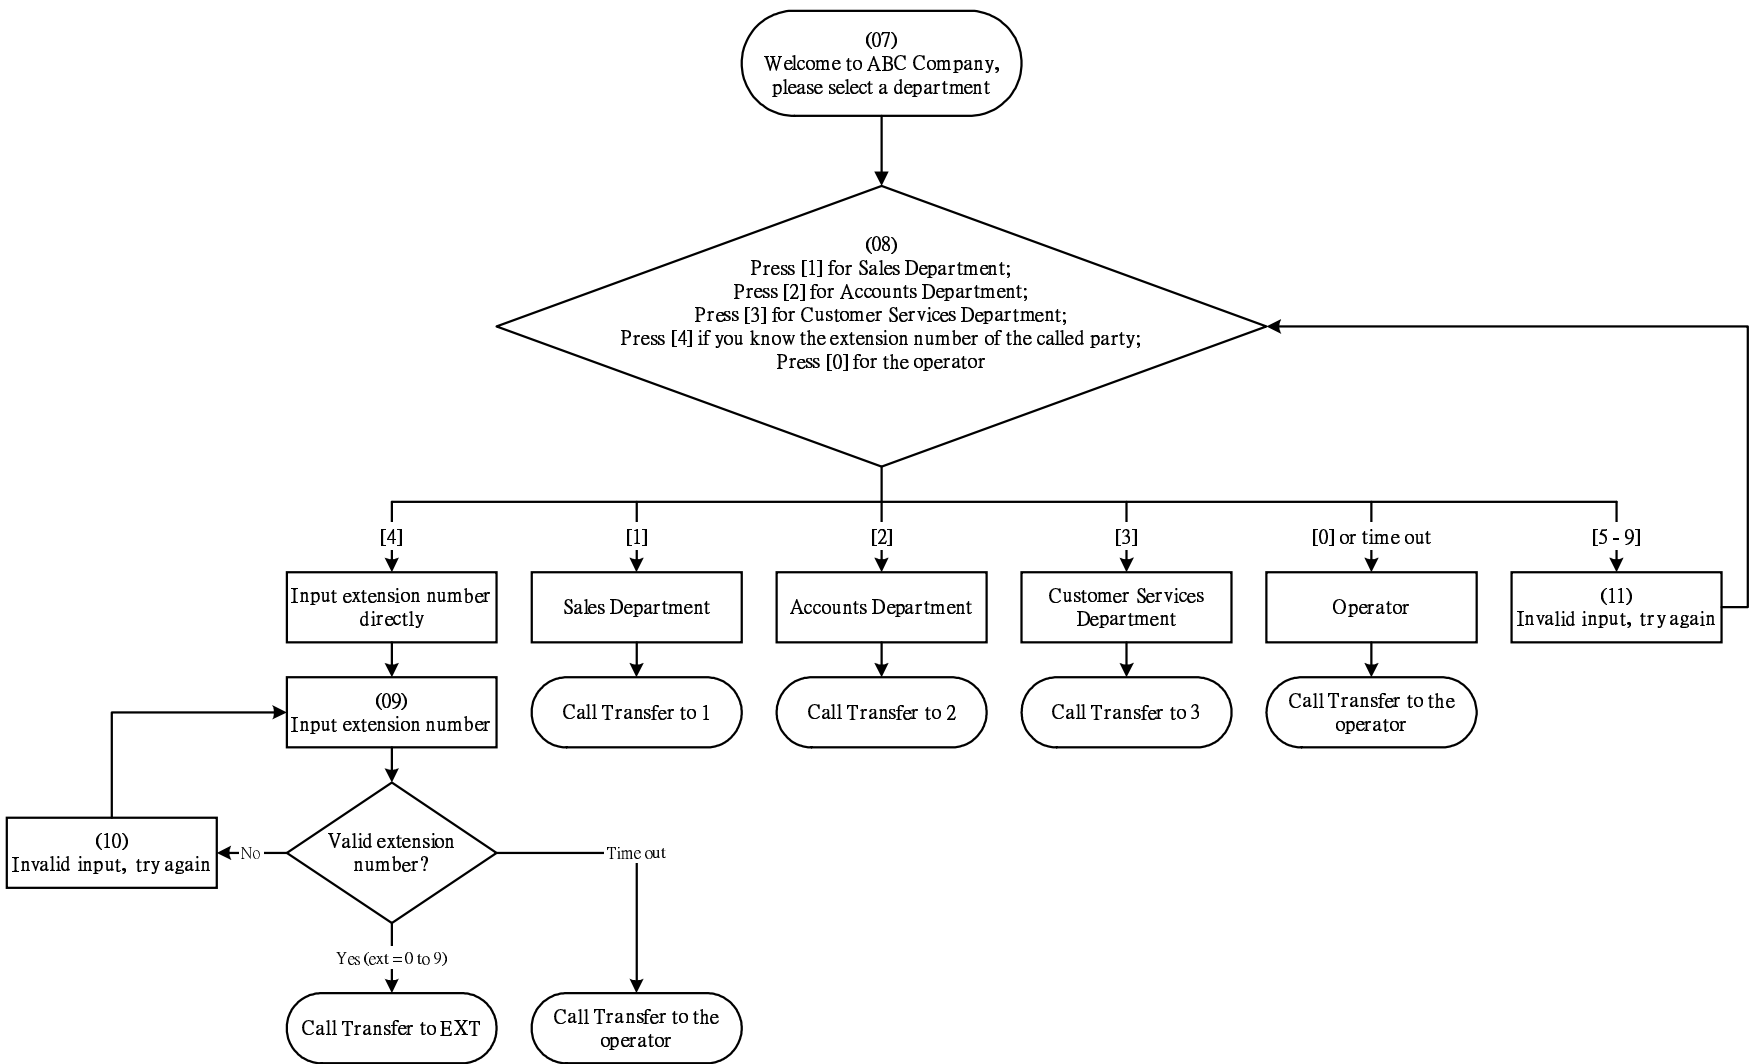 (07)
Welcome to ABC Company,
please select a department
(08)
Press [1] for Sales Department;
Press [2] for Accounts Department;
Press [3] for Customer Services Department;
Press [4] if you know the extension number of the called party;
Press [0] for the operator
[4]
[1]
[2]
[3]
[0] or time out
[5 - 9]
Input extension number
directly
Sales Department
Accounts Department
Customer Services
Department
Operator
(11)
Invalid input, try again
(09)
Input extension number
Call Transfer to 1
Call Transfer to 2
Call Transfer to 3
Call Transfer to the
operator
(10)
Invalid input, try again
No
Valid extension
number?
Time out
Yes (ext = 0 to 9)
Call Transfer to EXT
Call Transfer to the
operator